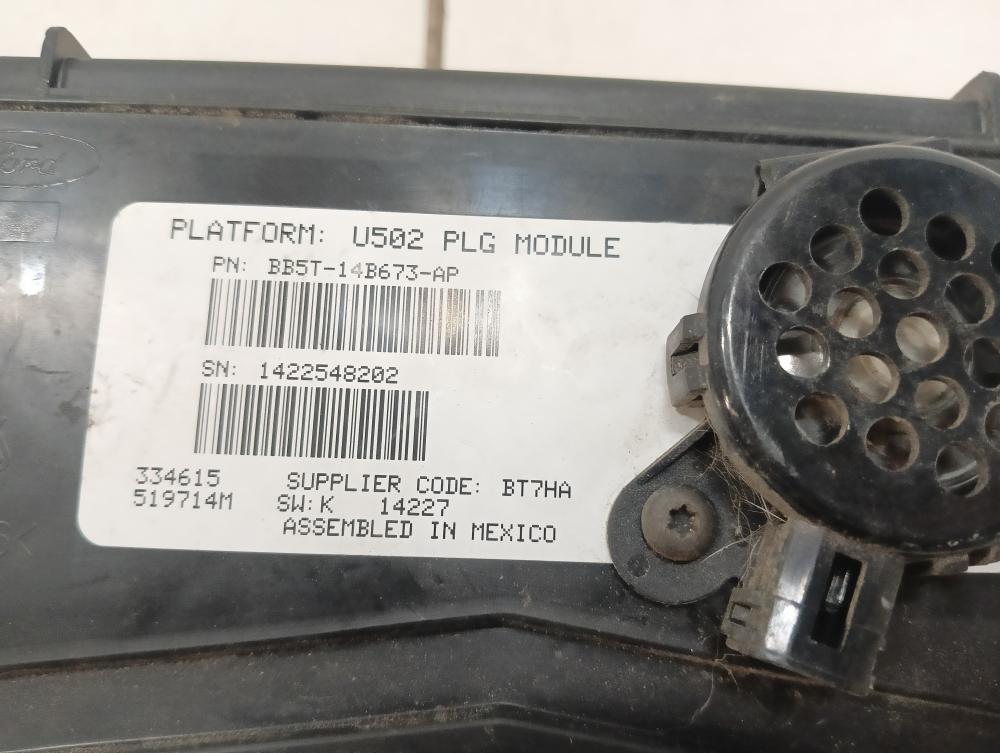 Ford
PLATFORM: U502 PLG MODULE
PN: BB5T-14B673-AP
SN: 1422548202
334615 SUPPLIER CODE: BT7HA
519714M SW:K 14227
ASSEMBLED IN MEXICO